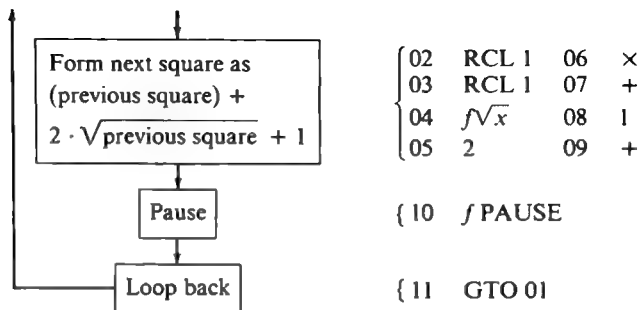 Form next square as
(previous square) +
2 · √previous square + 1
02 RCL 1 06 ×
03 RCL 1 07 +
04 f√x 08 1
05 2 09 +
Pause
10 f PAUSE
Loop back
11 GTO 01